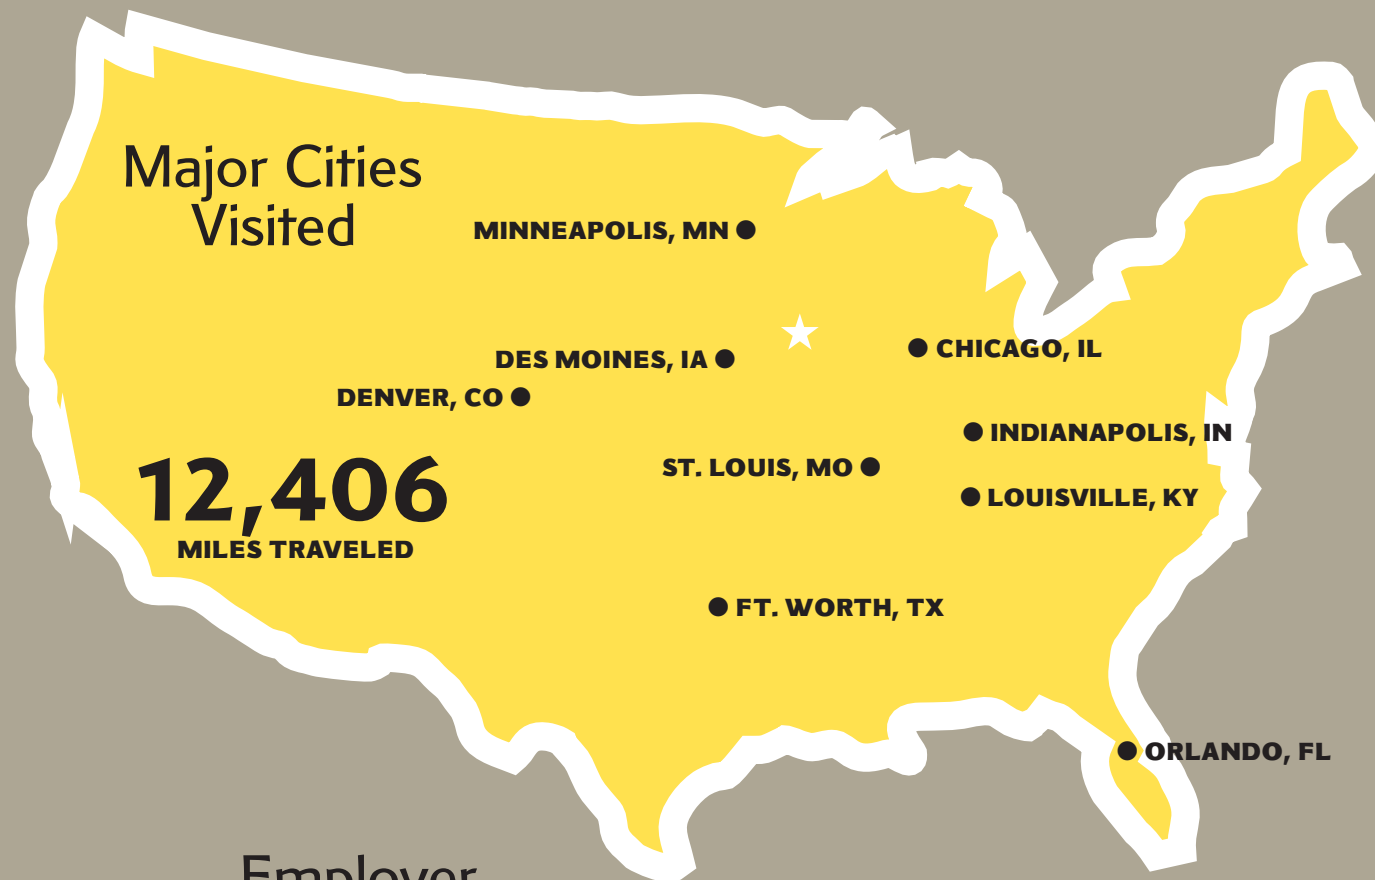 Major Cities
Visited
MINNEAPOLIS, MN
CHICAGO, IL
DES MOINES, IA
DENVER, CO
INDIANAPOLIS, IN
ST. LOUIS, MO
LOUISVILLE, KY
12,406
MILES TRAVELED
FT. WORTH, TX
ORLANDO, FL
Employer